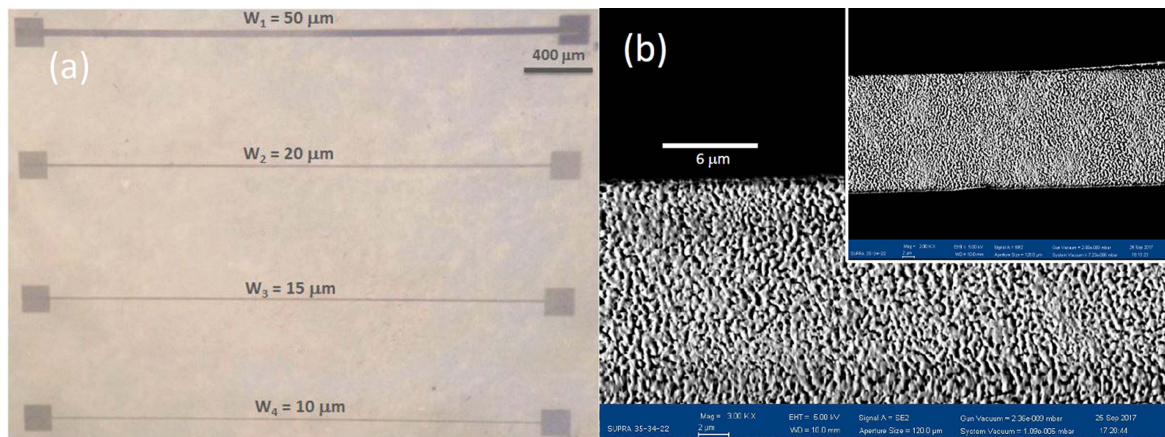 W₁ = 50 µm
(a)
400 µm
W₂ = 20 µm
W₃ = 15 µm
W₄ = 10 µm
(b)
6 µm
SUPRA 35-34-22
2 µm
Mag = 3.00 K X
EHT = 5.00 kV
WD = 10.0 mm
Signal A = SE2
Aperture Size = 120.0 µm
Gun Vacuum = 2.36e-009 mbar
System Vacuum = 1.09e-005 mbar
25 Sep 2017
17:20:44